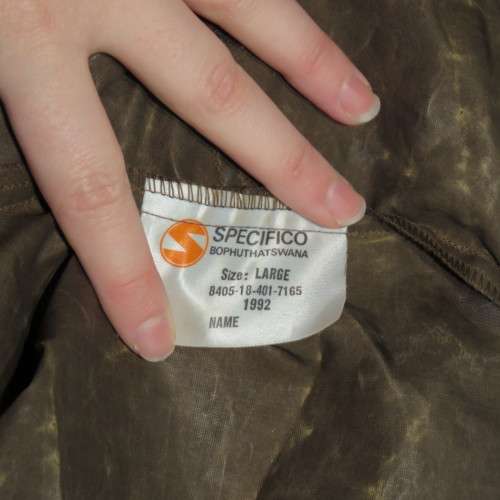 SPECIFICO
BOPHUTHATSWANA
Size: LARGE
8405-18-401-7165
1992
NAME